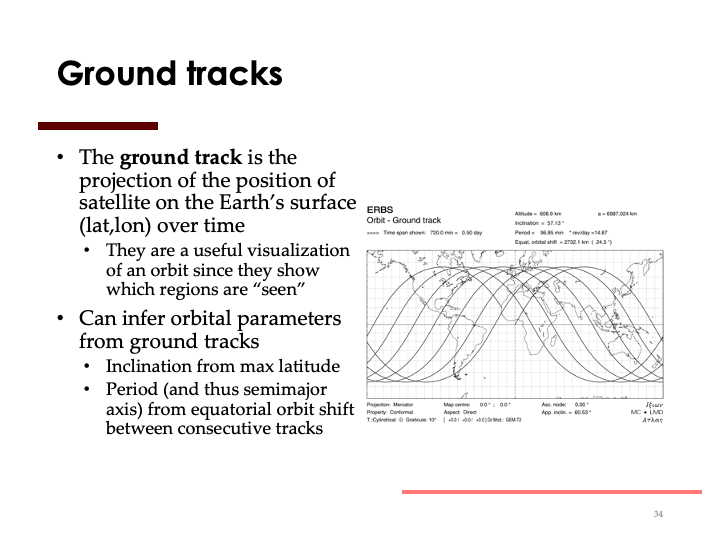 Ground tracks
• The ground track is the
projection of the position of
satellite on the Earth's surface
(lat,lon) over time
• They are a useful visualization
of an orbit since they show
which regions are "seen"
• Can infer orbital parameters
from ground tracks
• Inclination from max latitude
• Period (and thus semimajor
axis) from equatorial orbit shift
between consecutive tracks
ERBS
Orbit - Ground track
>>>> Time span shown: 720.0 min = 0.50 day
Altitude = 608.9 km a = 6987.024 km
Inclination = 57.13 °
Period = 96.85 min * rev/day =14.87
Equat. orbital shift = 2732.1 km ( 24.5 °)
Projection: Mercator Map centre: 0.0 ° ; 0.0 ° Asc. node: 0.00 ° Ιξίων
Property: Conformal Aspect: Direct App. inclin. = 60.53 ° MC • LMD
T.:Cylindrical Graticule: 10° [ +0.0 / +0.0 / +0.0 ] Gr.Mod.: GEM-T2 Ατλας
34